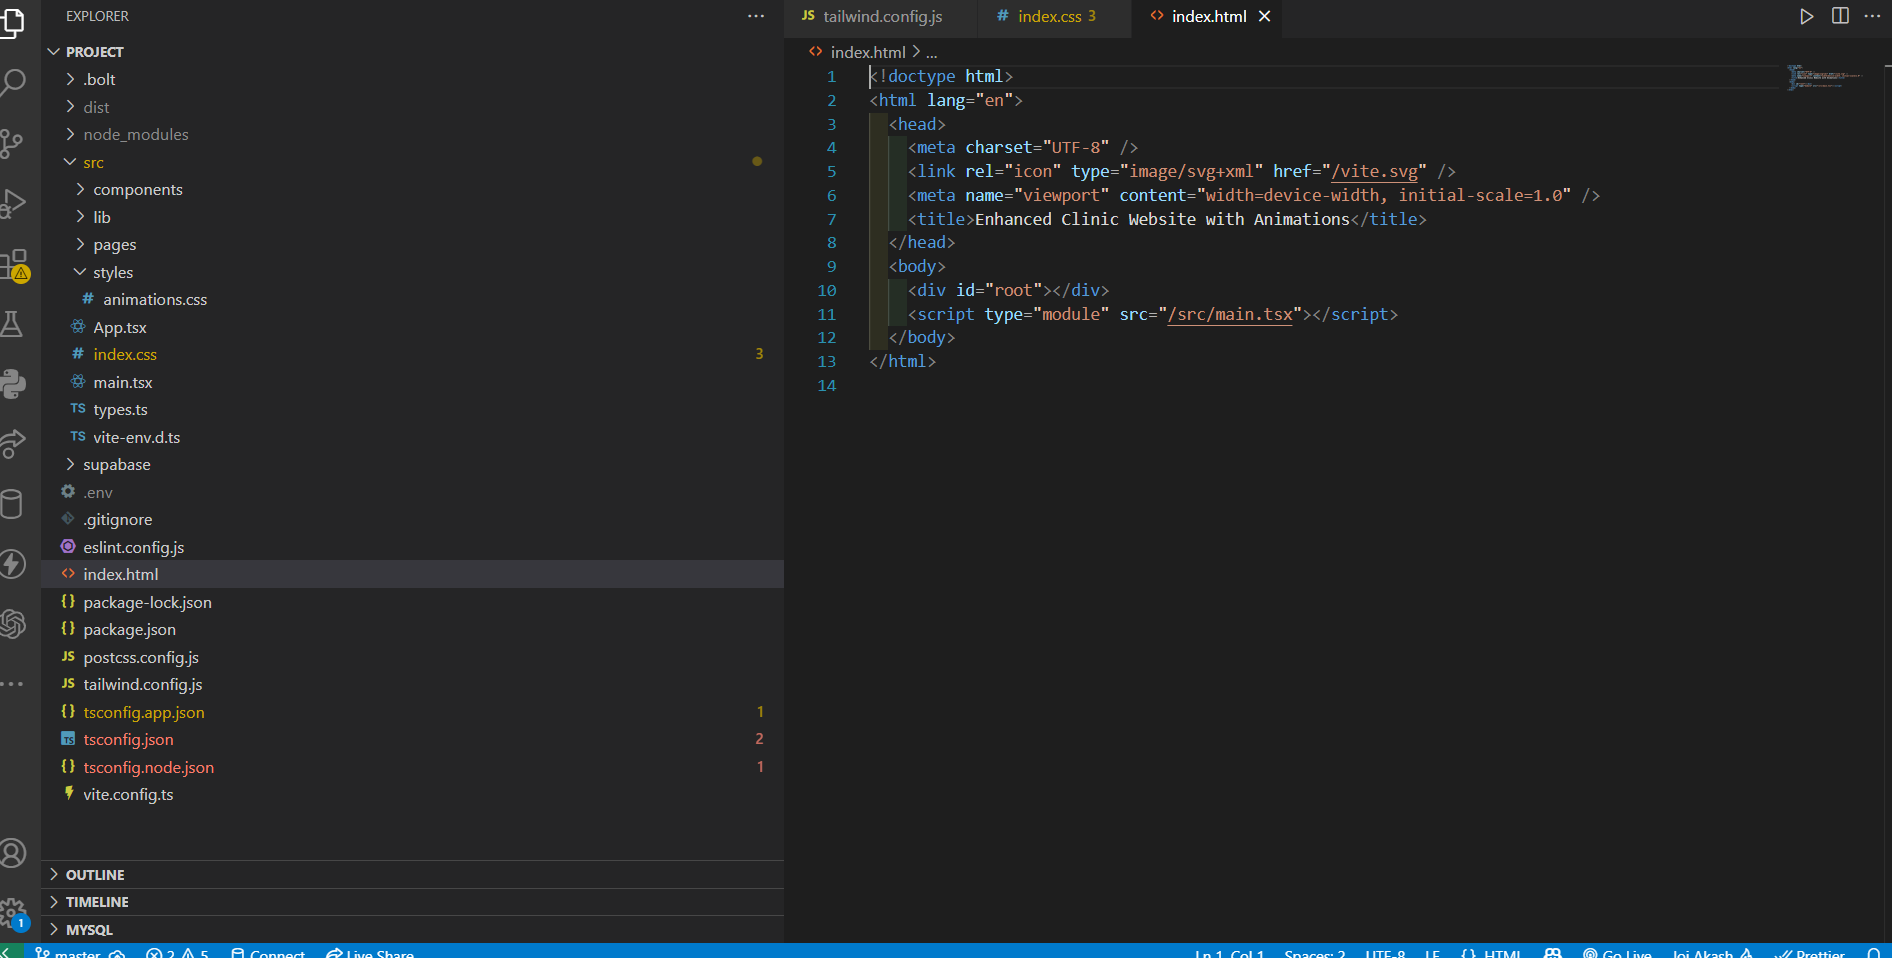 EXPLORER
PROJECT
.bolt
dist
node_modules
src
components
lib
pages
styles
# animations.css
App.tsx
# index.css 3
main.tsx
TS types.ts
TS vite-env.d.ts
supabase
.env
.gitignore
eslint.config.js
<> index.html
{} package-lock.json
{} package.json
JS postcss.config.js
JS tailwind.config.js
{} tsconfig.app.json 1
TS tsconfig.json 2
{} tsconfig.node.json 1
vite.config.ts
OUTLINE
TIMELINE
MYSQL
1
JS tailwind.config.js # index.css 3 <> index.html
<> index.html > ...
1 <!doctype html>
2 <html lang="en">
3 <head>
4 <meta charset="UTF-8" />
5 <link rel="icon" type="image/svg+xml" href="/vite.svg" />
6 <meta name="viewport" content="width=device-width, initial-scale=1.0" />
7 <title>Enhanced Clinic Website with Animations</title>
8 </head>
9 <body>
10 <div id="root"></div>
11 <script type="module" src="/src/main.tsx"></script>
12 </body>
13 </html>
14
master 2 5 Connect Live Share Ln 1, Col 1 Spaces: 2 UTF-8 LF {} HTML Go Live Joj Akash Prettier